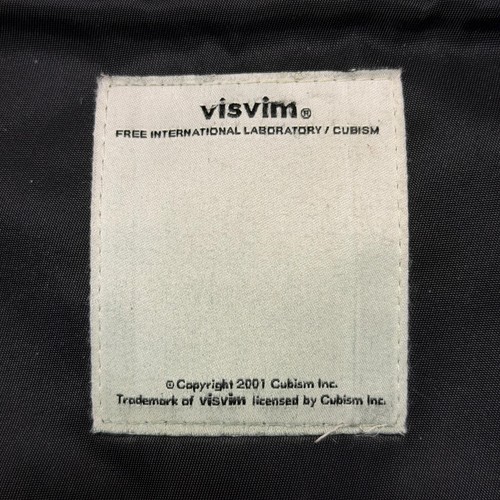 visvim®
FREE INTERNATIONAL LABORATORY / CUBISM
© Copyright 2001 Cubism Inc.
Trademark of visvim licensed by Cubism Inc.